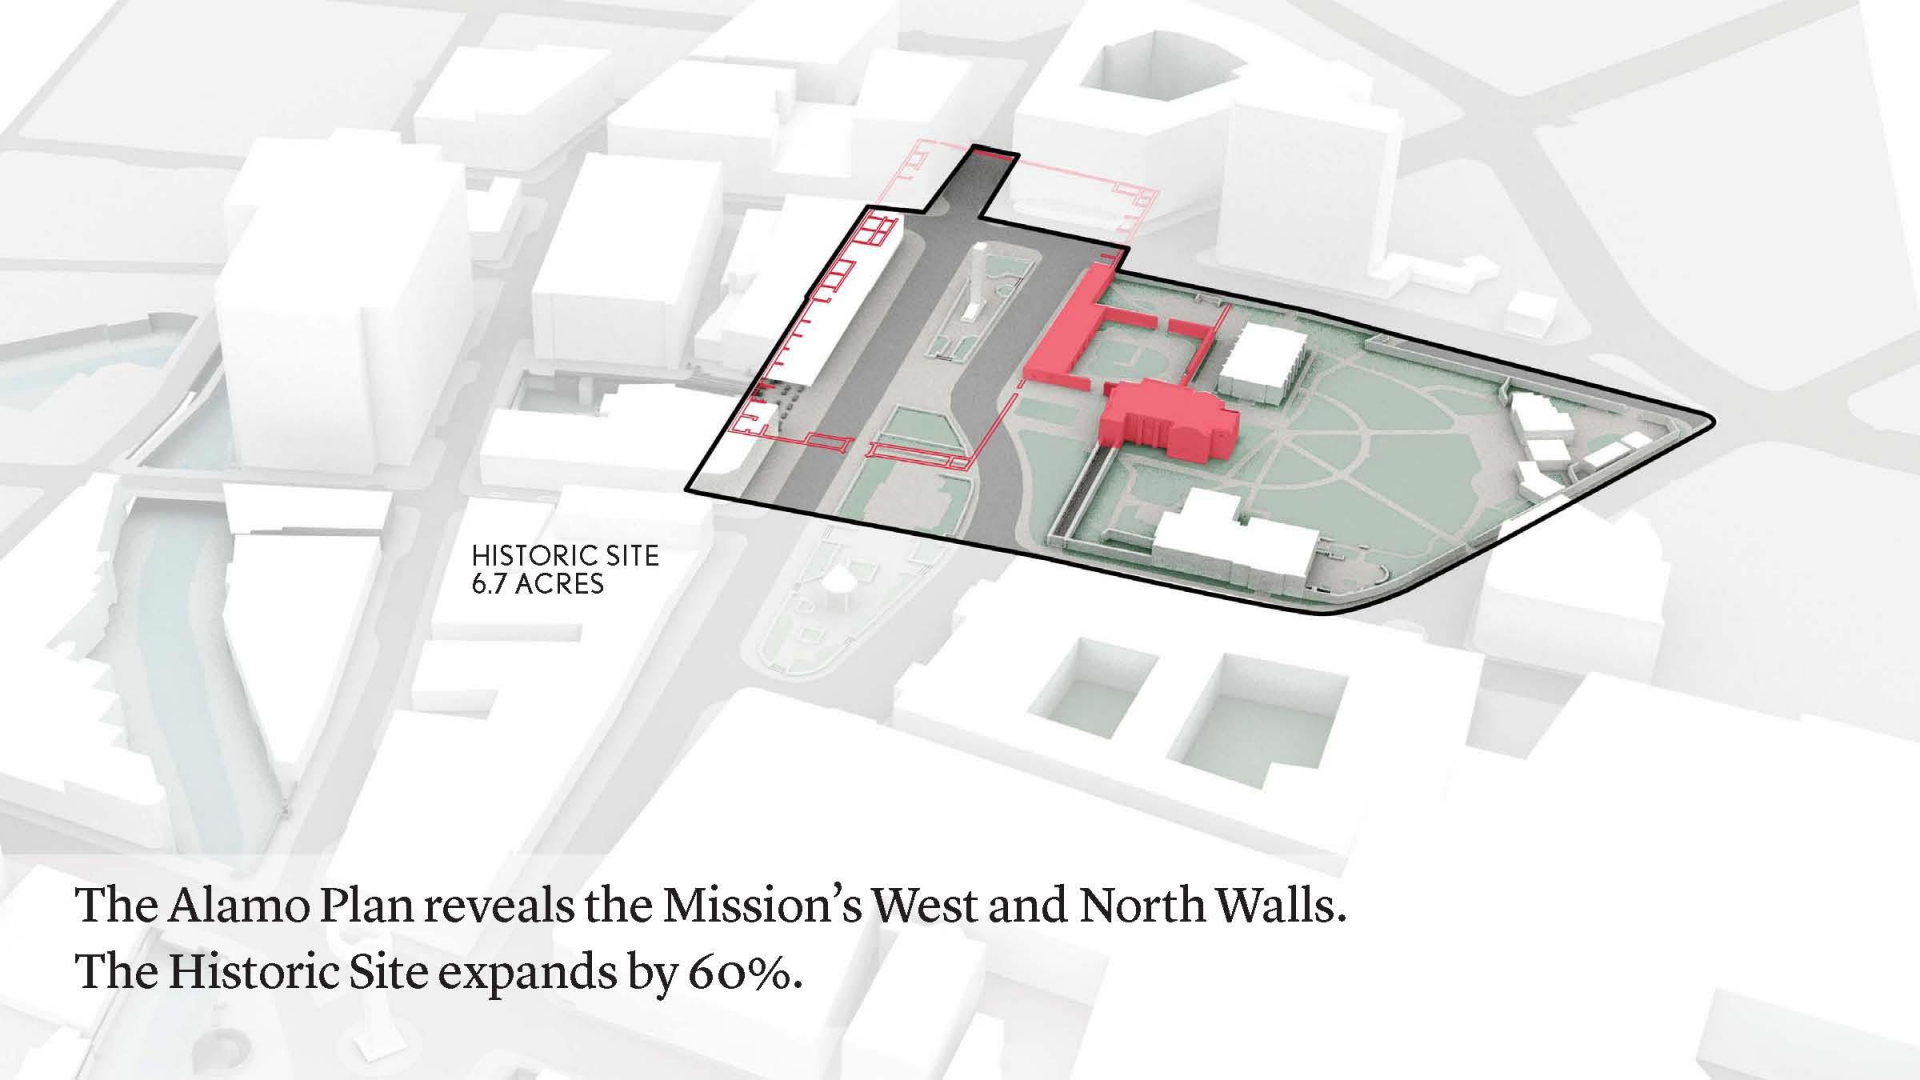 HISTORIC SITE
6.7 ACRES
The Alamo Plan reveals the Mission’s West and North Walls.
The Historic Site expands by 60%.